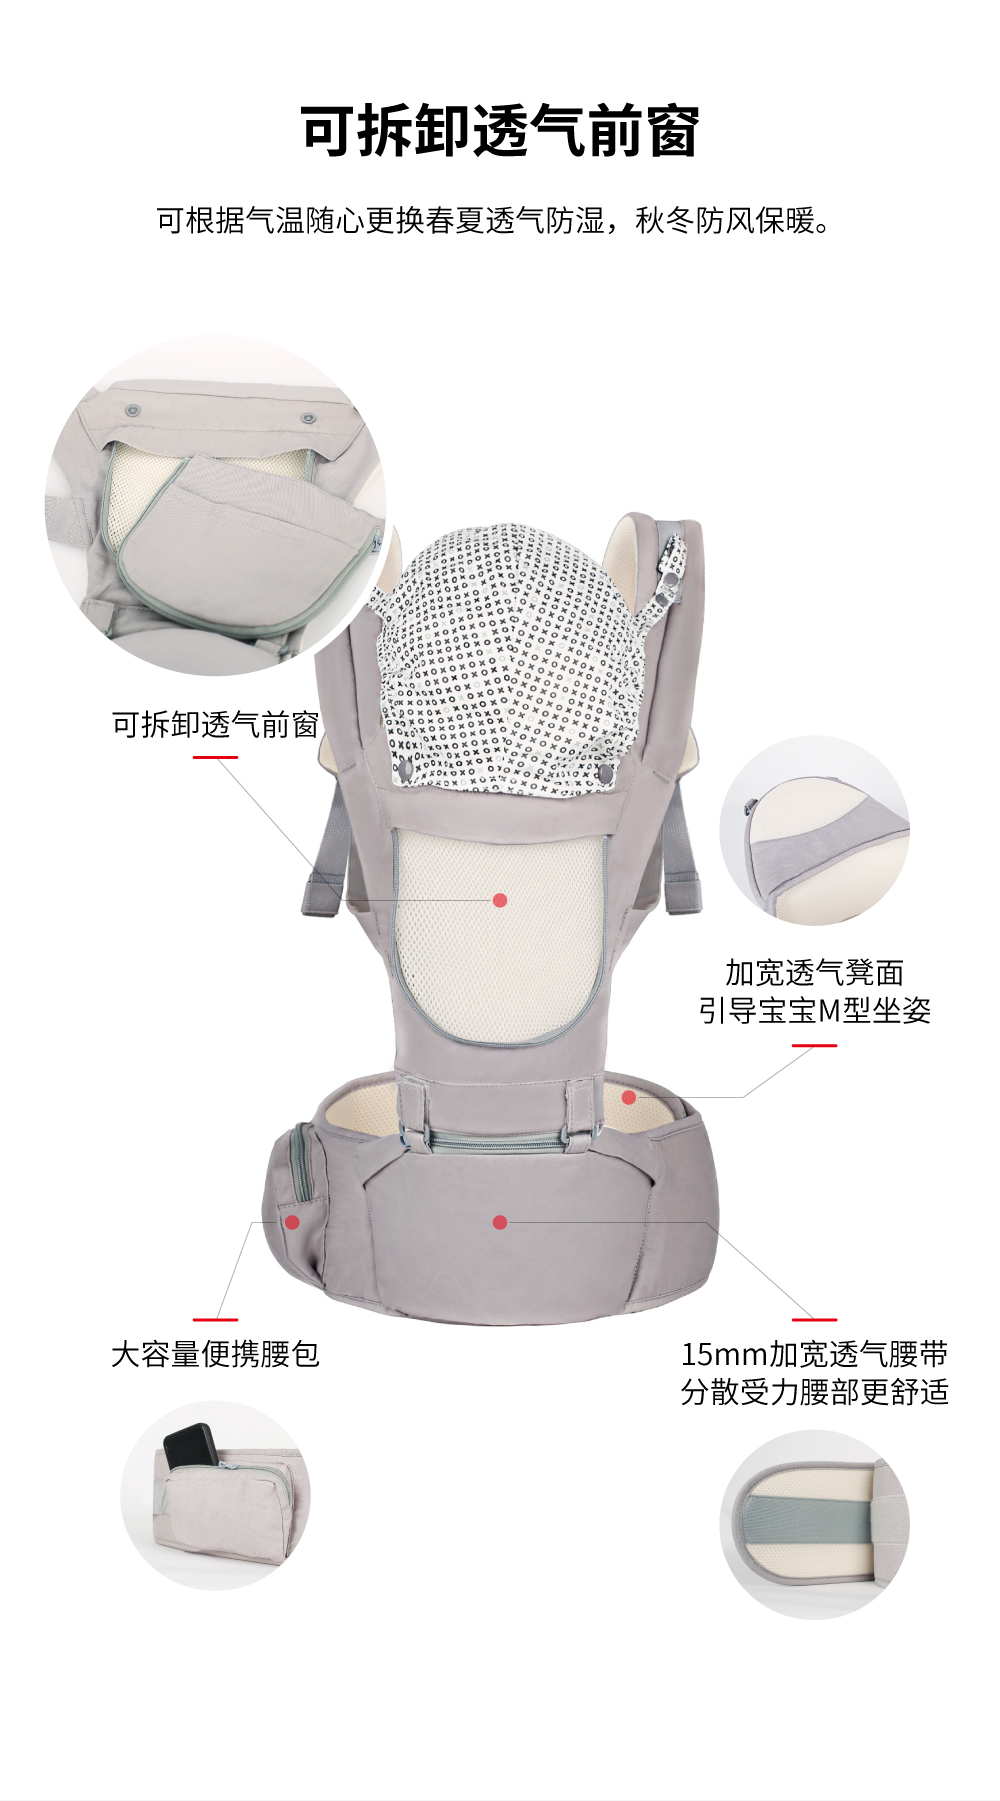 可拆卸透气前窗
可根据气温随心更换春夏透气防湿，秋冬防风保暖。
可拆卸透气前窗
加宽透气凳面
引导宝宝M型坐姿
大容量便携腰包
15mm加宽透气腰带
分散受力腰部更舒适